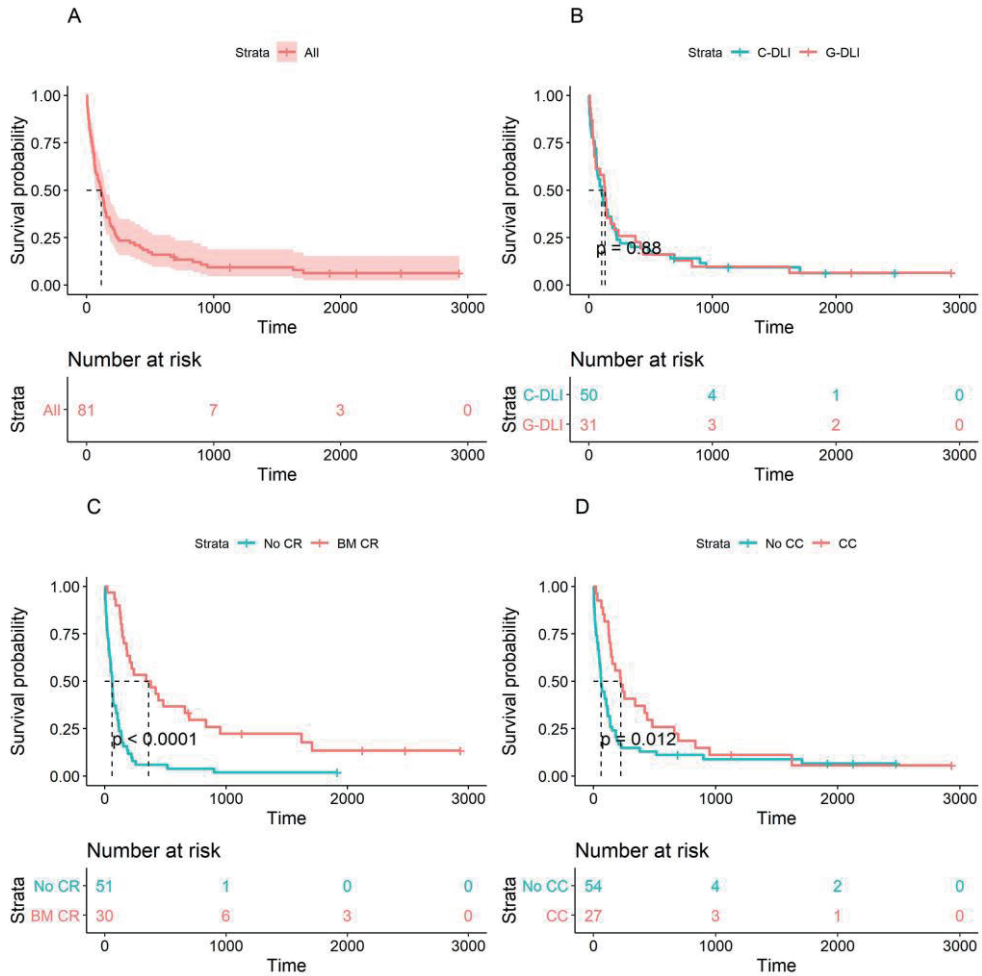 A
Strata All
Survival probability
1.00
0.75
0.50
0.25
0.00
0 1000 2000 3000
Time
Number at risk
Strata
All 81 7 3 0
0 1000 2000 3000
Time
B
Strata C-DLI G-DLI
Survival probability
1.00
0.75
0.50
0.25
0.00
p = 0.88
0 1000 2000 3000
Time
Number at risk
Strata
C-DLI 50 4 1 0
G-DLI 31 3 2 0
0 1000 2000 3000
Time
C
Strata No CR BM CR
Survival probability
1.00
0.75
0.50
0.25
0.00
p < 0.0001
0 1000 2000 3000
Time
Number at risk
Strata
No CR 51 1 0 0
BM CR 30 6 3 0
0 1000 2000 3000
Time
D
Strata No CC CC
Survival probability
1.00
0.75
0.50
0.25
0.00
p = 0.012
0 1000 2000 3000
Time
Number at risk
Strata
No CC 54 4 2 0
CC 27 3 1 0
0 1000 2000 3000
Time